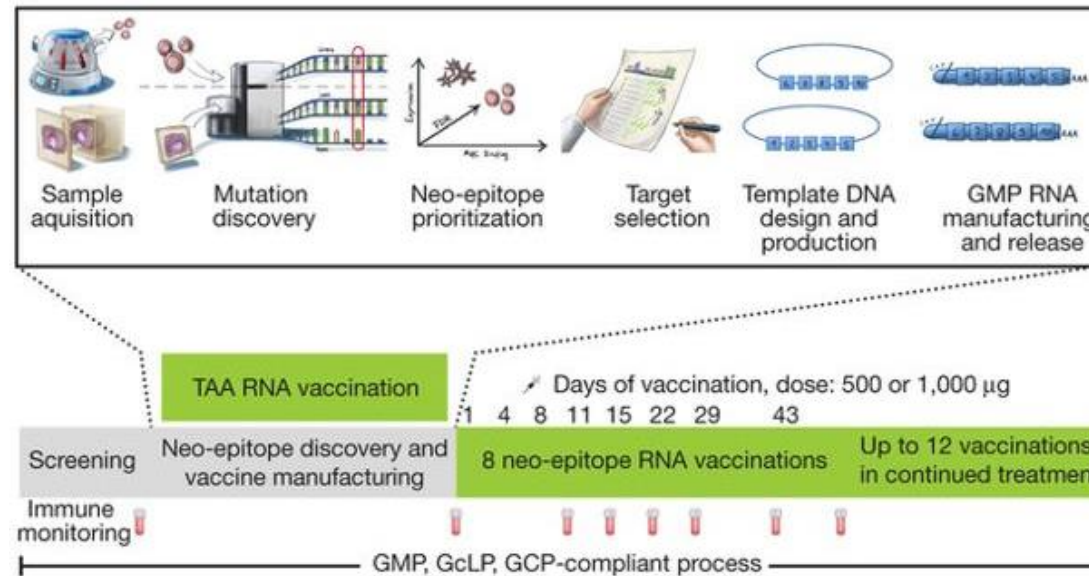 Sample
aquisition
Mutation
discovery
Expression
FDR
Neo-epitope
prioritization
Target
selection
Template DNA
design and
production
GMP RNA
manufacturing
and release
TAA RNA vaccination
Days of vaccination, dose: 500 or 1,000 µg
1 4 8 11 15 22 29 43
Screening
Neo-epitope discovery and
vaccine manufacturing
8 neo-epitope RNA vaccinations
Up to 12 vaccinations
in continued treatmen
Immune
monitoring
GMP, GcLP, GCP-compliant process